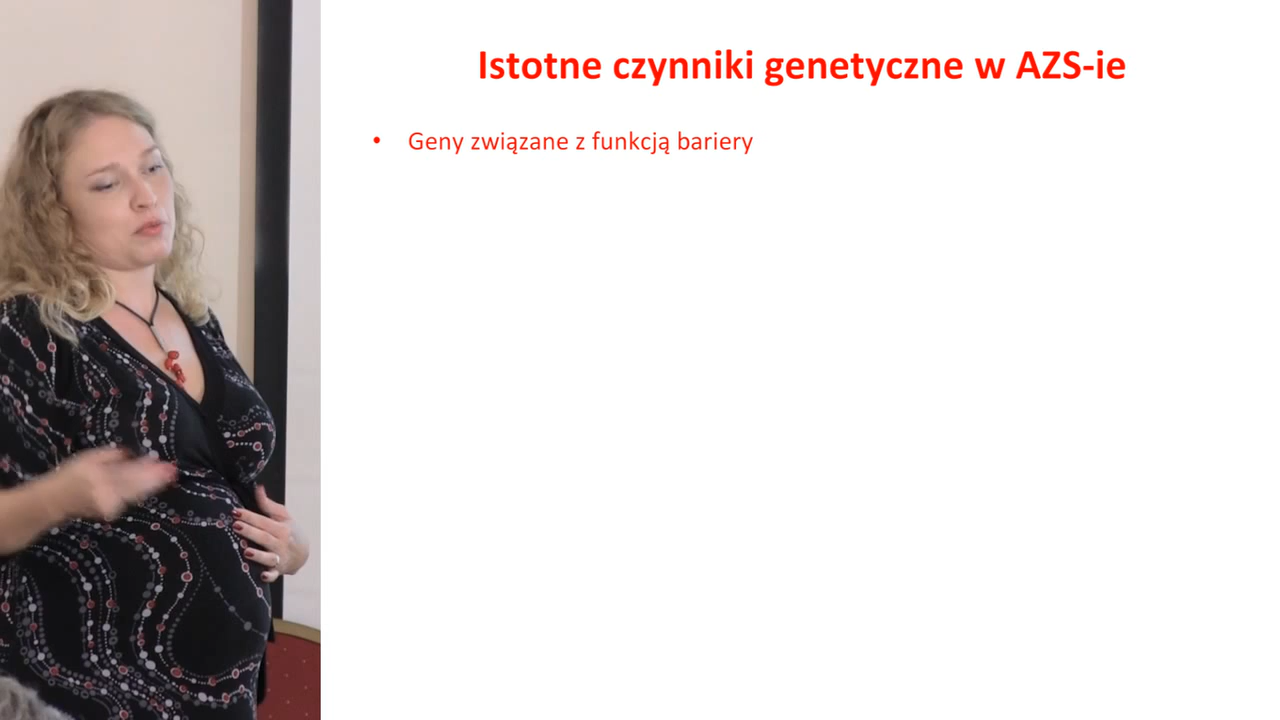 Istotne czynniki genetyczne w AZS-ie
• Geny związane z funkcją bariery